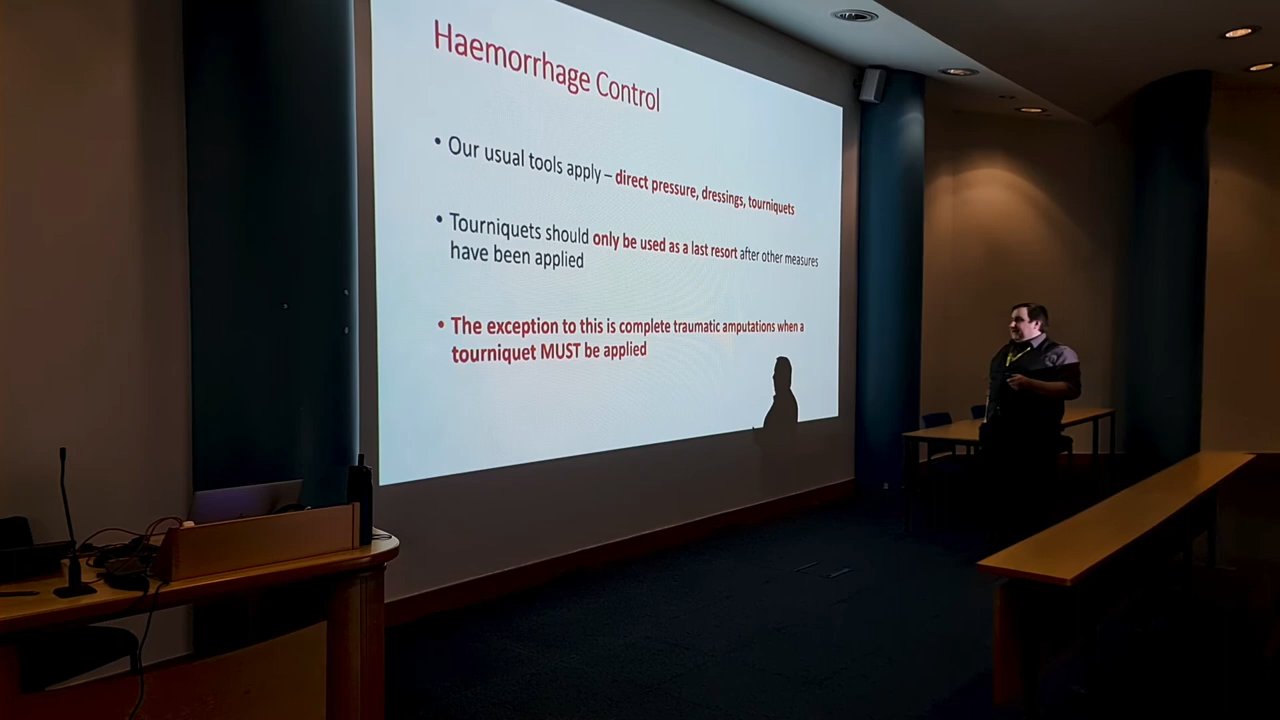 Haemorrhage Control
• Our usual tools apply – direct pressure, dressings, tourniquets
• Tourniquets should only be used as a last resort after other measures
have been applied
• The exception to this is complete traumatic amputations when a
tourniquet MUST be applied